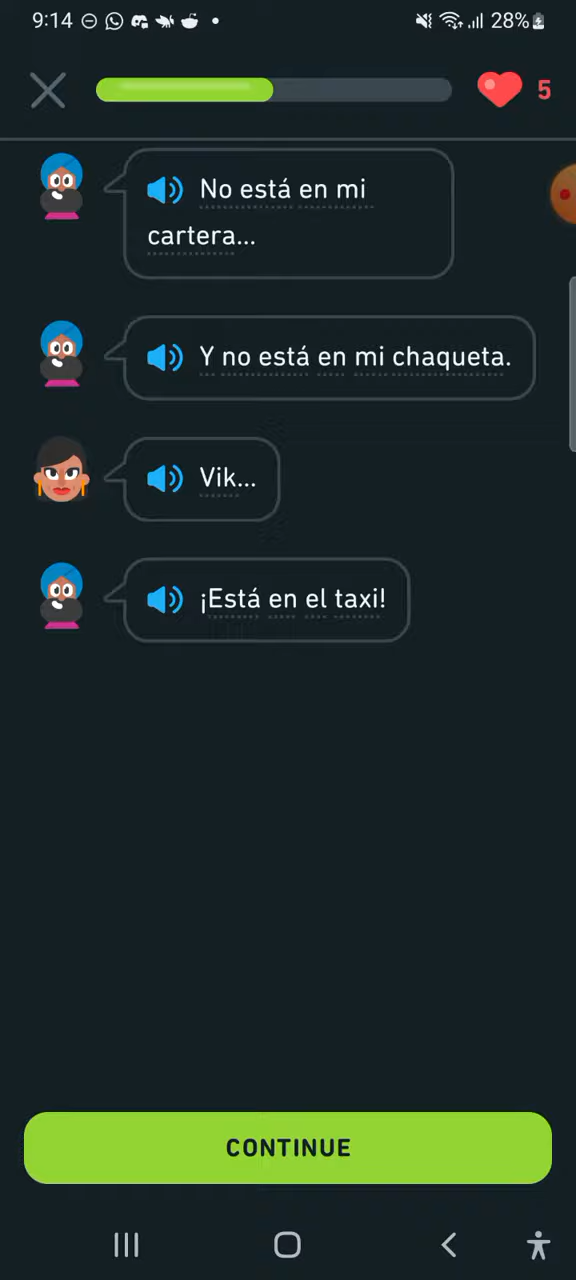 9:14 28%
5
No está en mi
cartera...
Y no está en mi chaqueta.
Vik...
¡Está en el taxi!
CONTINUE